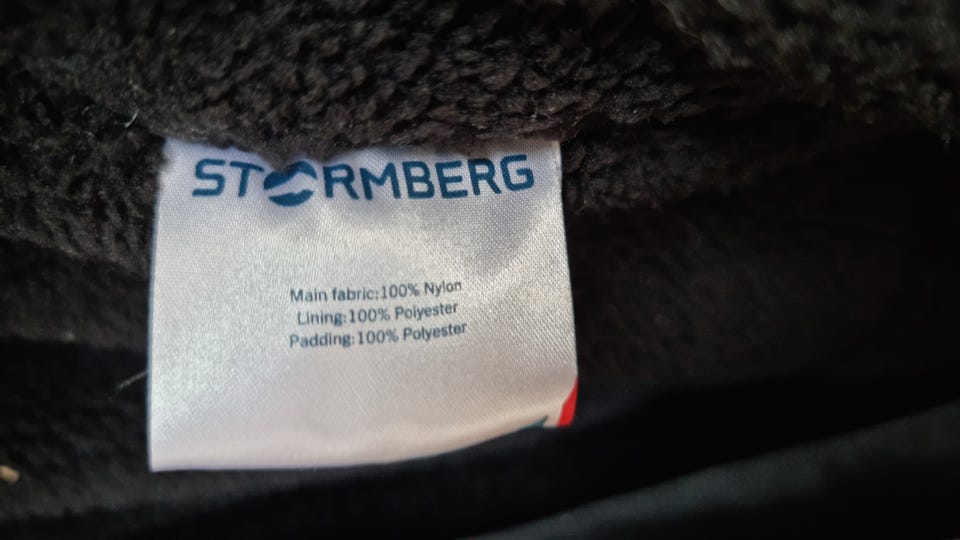 STORMBERG
Main fabric:100% Nylon
Lining:100% Polyester
Padding:100% Polyester